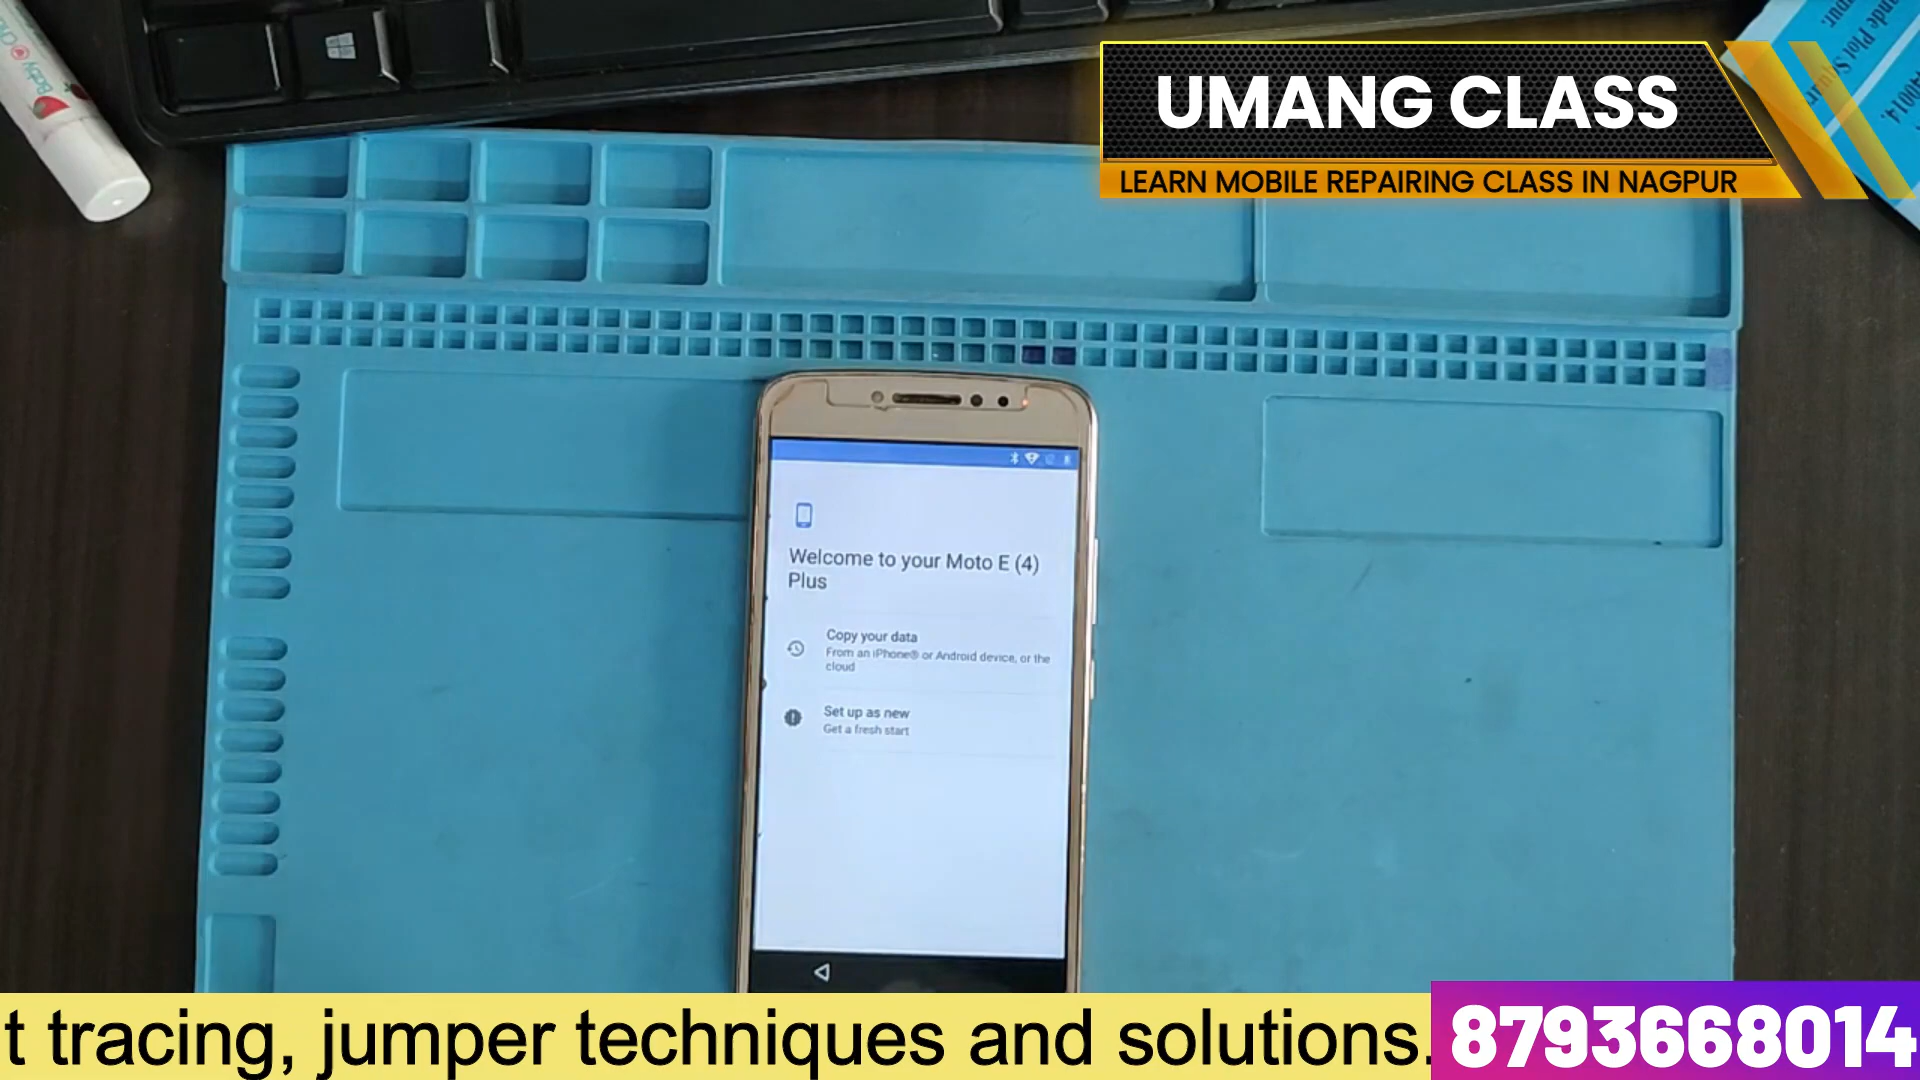 UMANG CLASS
LEARN MOBILE REPAIRING CLASS IN NAGPUR
Baby
Welcome to your Moto E (4)
Plus
Copy your data
From an iPhone® or Android device, or the
cloud
Set up as new
Get a fresh start
t tracing, jumper techniques and solutions.
8793668014